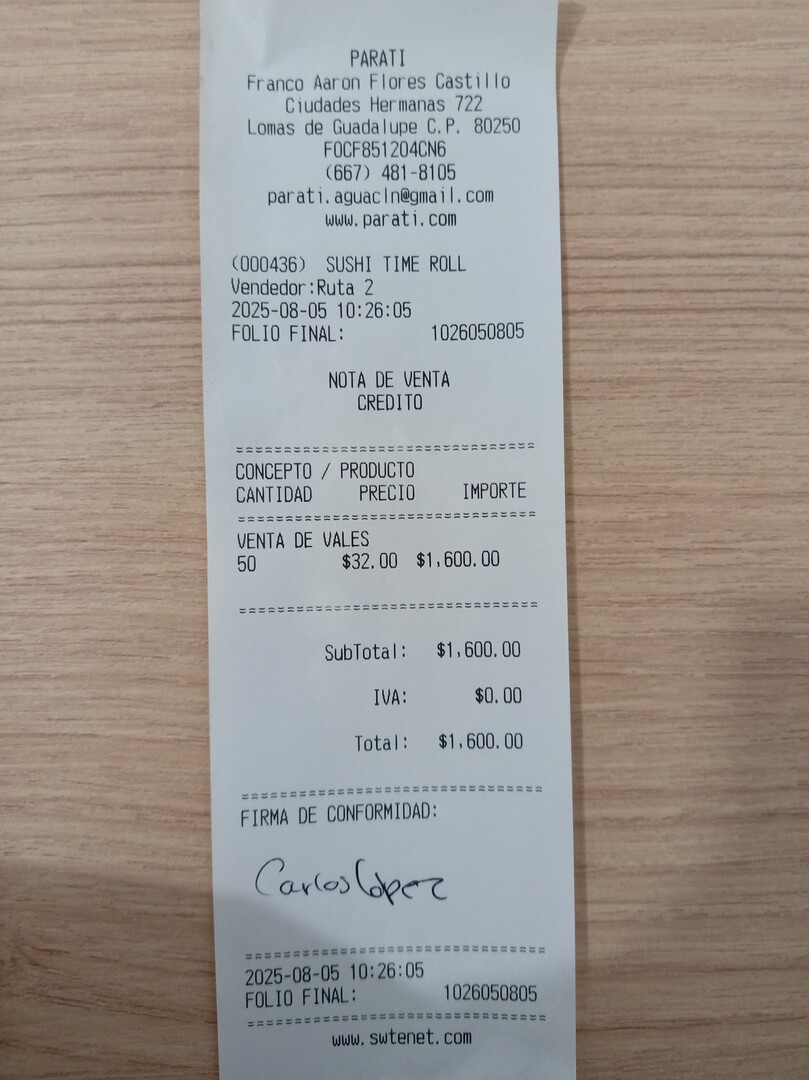 PARATI
Franco Aaron Flores Castillo
Ciudades Hermanas 722
Lomas de Guadalupe C.P. 80250
FOCF851204CN6
(667) 481-8105
parati.aguacln@gmail.com
www.parati.com
(000436) SUSHI TIME ROLL
Vendedor:Ruta 2
2025-08-05 10:26:05
FOLIO FINAL: 1026050805
NOTA DE VENTA
CREDITO
================================
CONCEPTO / PRODUCTO
CANTIDAD PRECIO IMPORTE
================================
VENTA DE VALES
50 $32.00 $1,600.00
================================
SubTotal: $1,600.00
IVA: $0.00
Total: $1,600.00
================================
FIRMA DE CONFORMIDAD:
Carlos López
================================
2025-08-05 10:26:05
FOLIO FINAL: 1026050805
================================
www.swtenet.com